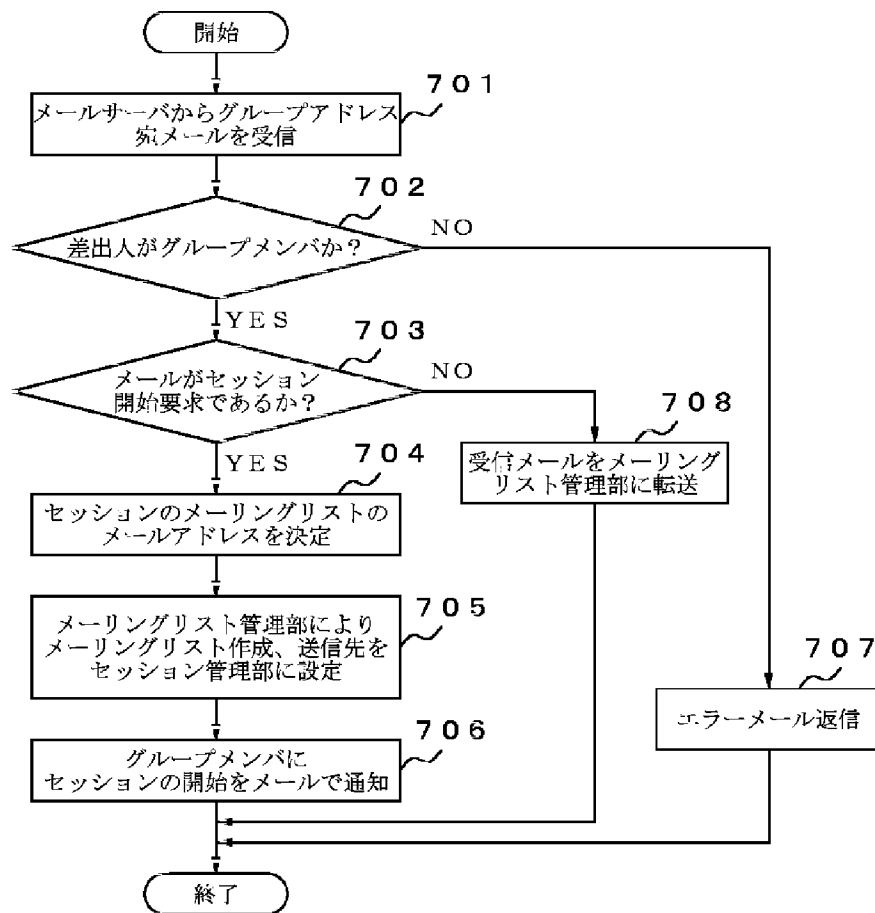 開始
701
メールサーバからグループアドレス
宛メールを受信
702
差出人がグループメンバか？
NO
YES
703
メールがセッション
開始要求であるか？
NO
YES
708
受信メールをメーリング
リスト管理部に転送
704
セッションのメーリングリストの
メールアドレスを決定
705
メーリングリスト管理部により
メーリングリスト作成、送信先を
セッション管理部に設定
707
エラーメール返信
706
グループメンバに
セッションの開始をメールで通知
終了